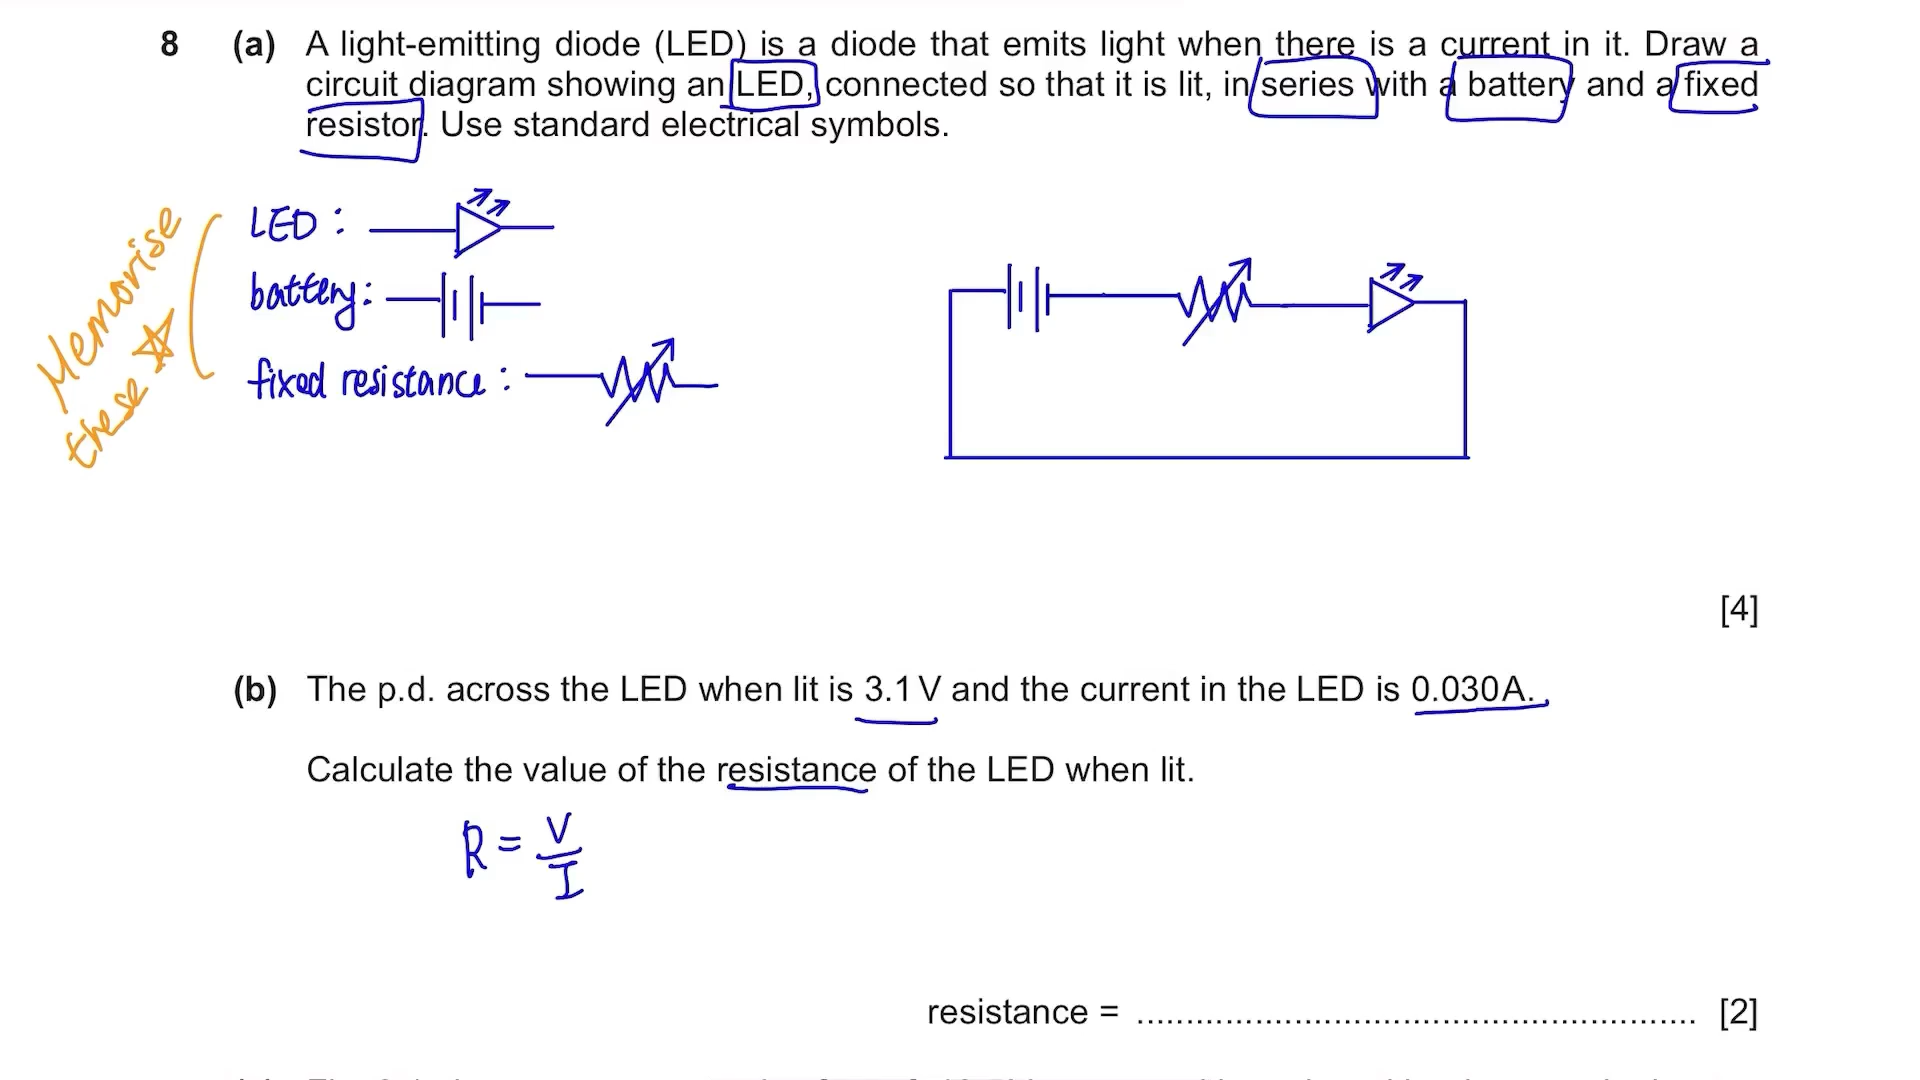 8 (a) A light-emitting diode (LED) is a diode that emits light when there is a current in it. Draw a
circuit diagram showing an LED, connected so that it is lit, in series with a battery and a fixed
resistor. Use standard electrical symbols.
Memorise
these
LED :
battery:
fixed resistance :
[4]
(b) The p.d. across the LED when lit is 3.1 V and the current in the LED is 0.030 A.
Calculate the value of the resistance of the LED when lit.
R = V
I
resistance = ........................................................ [2]